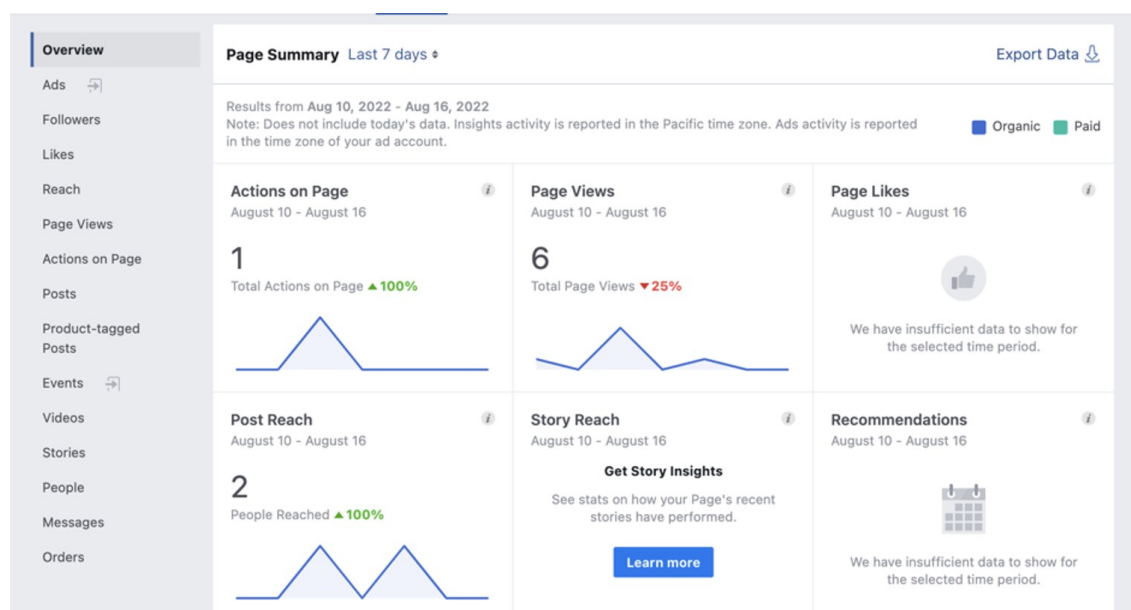 Overview
Ads
Followers
Likes
Reach
Page Views
Actions on Page
Posts
Product-tagged
Posts
Events
Videos
Stories
People
Messages
Orders
Page Summary Last 7 days
Export Data
Results from Aug 10, 2022 - Aug 16, 2022
Note: Does not include today's data. Insights activity is reported in the Pacific time zone. Ads activity is reported
in the time zone of your ad account.
Organic Paid
Actions on Page
August 10 - August 16
1
Total Actions on Page ▲100%
Page Views
August 10 - August 16
6
Total Page Views ▼25%
Page Likes
August 10 - August 16
We have insufficient data to show for
the selected time period.
Post Reach
August 10 - August 16
2
People Reached ▲100%
Story Reach
August 10 - August 16
Get Story Insights
See stats on how your Page's recent
stories have performed.
Learn more
Recommendations
August 10 - August 16
We have insufficient data to show for
the selected time period.